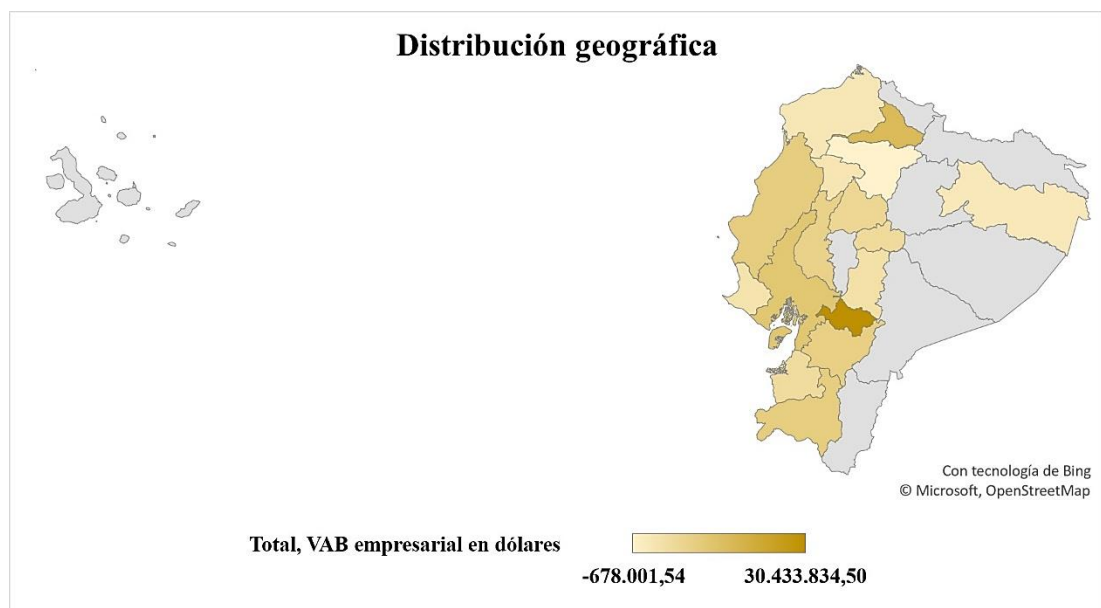 Distribución geográfica
Con tecnología de Bing
© Microsoft, OpenStreetMap
Total, VAB empresarial en dólares
-678.001,54
30.433.834,50